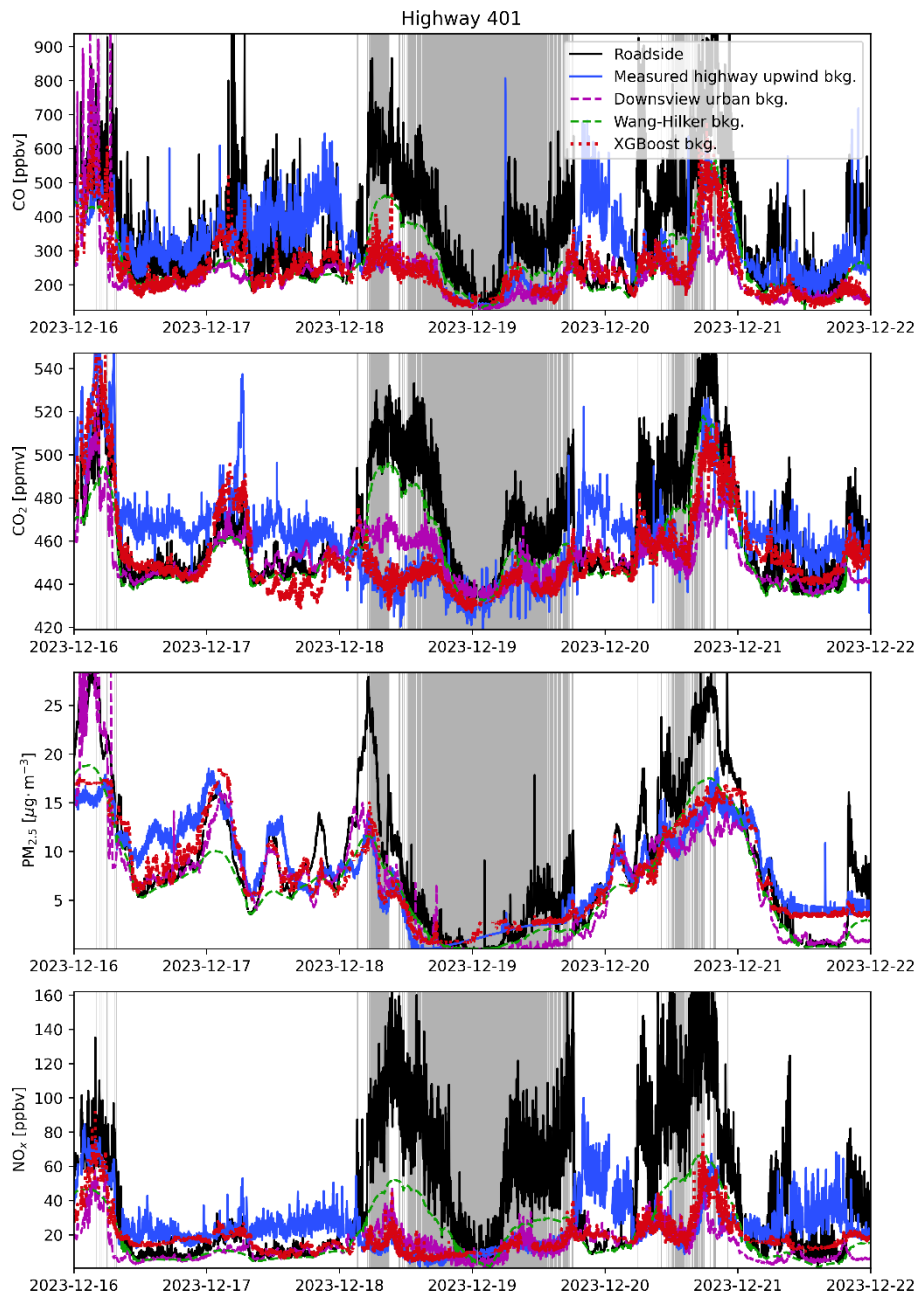 Highway 401
CO [ppbv]
900
800
700
600
500
400
300
200
Roadside
Measured highway upwind bkg.
Downsview urban bkg.
Wang-Hilker bkg.
XGBoost bkg.
2023-12-16 2023-12-17 2023-12-18 2023-12-19 2023-12-20 2023-12-21 2023-12-22
CO₂ [ppmv]
540
520
500
480
460
440
420
2023-12-16 2023-12-17 2023-12-18 2023-12-19 2023-12-20 2023-12-21 2023-12-22
PM₂.₅ [μg·m⁻³]
25
20
15
10
5
2023-12-16 2023-12-17 2023-12-18 2023-12-19 2023-12-20 2023-12-21 2023-12-22
NOₓ [ppbv]
160
140
120
100
80
60
40
20
2023-12-16 2023-12-17 2023-12-18 2023-12-19 2023-12-20 2023-12-21 2023-12-22